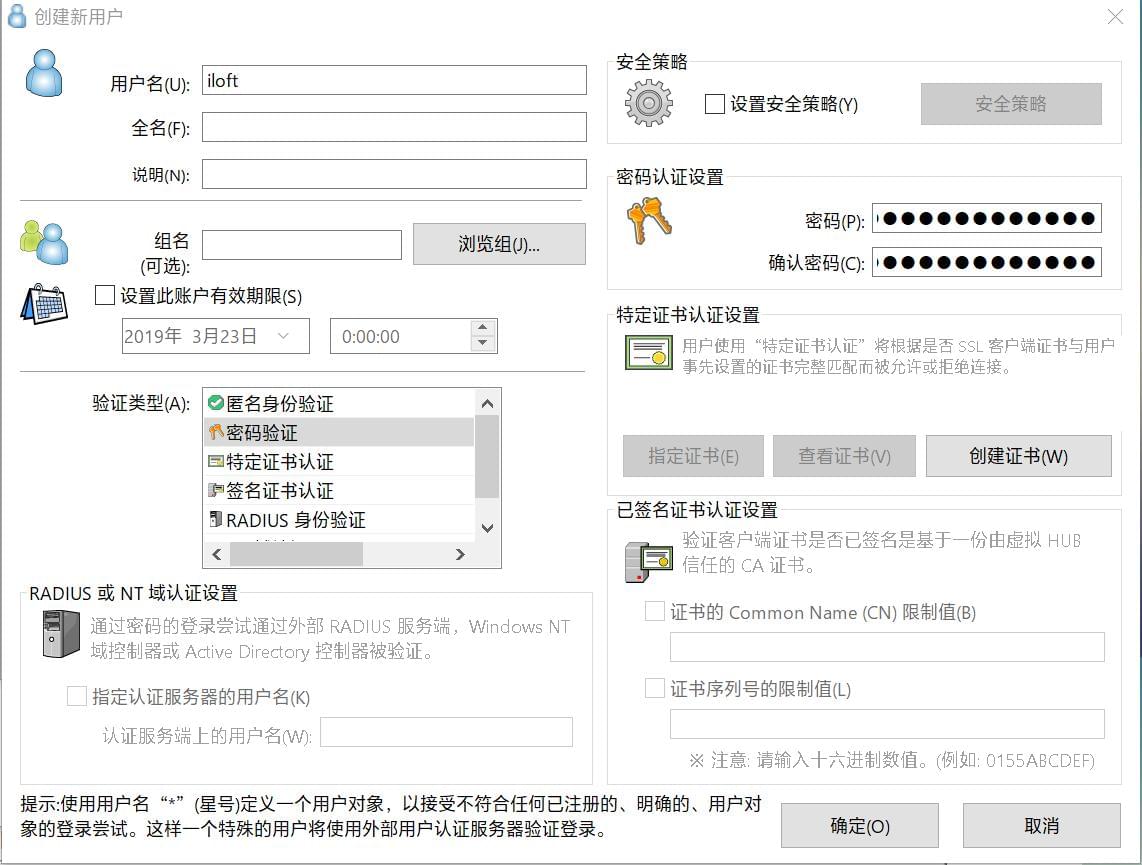 创建新用户
用户名(U):
iloft
全名(F):
说明(N):
组名
(可选):
浏览组(J)...
设置此账户有效期限(S)
2019年 3月23日
0:00:00
验证类型(A):
匿名身份验证
密码验证
特定证书认证
签名证书认证
RADIUS 身份验证
RADIUS 或 NT 域认证设置
通过密码的登录尝试通过外部 RADIUS 服务端，Windows NT
域控制器或 Active Directory 控制器被验证。
指定认证服务器的用户名(K)
认证服务端上的用户名(W):
安全策略
设置安全策略(Y)
安全策略
密码认证设置
密码(P):
●●●●●●●●●●●●
确认密码(C):
●●●●●●●●●●●●
特定证书认证设置
用户使用“特定证书认证”将根据是否 SSL 客户端证书与用户
事先设置的证书完整匹配而被允许或拒绝连接。
指定证书(E)
查看证书(V)
创建证书(W)
已签名证书认证设置
验证客户端证书是否已签名是基于一份由虚拟 HUB
信任的 CA 证书。
证书的 Common Name (CN) 限制值(B)
证书序列号的限制值(L)
※ 注意: 请输入十六进制数值。(例如: 0155ABCDEF)
提示:使用用户名“*”(星号)定义一个用户对象，以接受不符合任何已注册的、明确的、用户对
象的登录尝试。这样一个特殊的用户将使用外部用户认证服务器验证登录。
确定(O)
取消